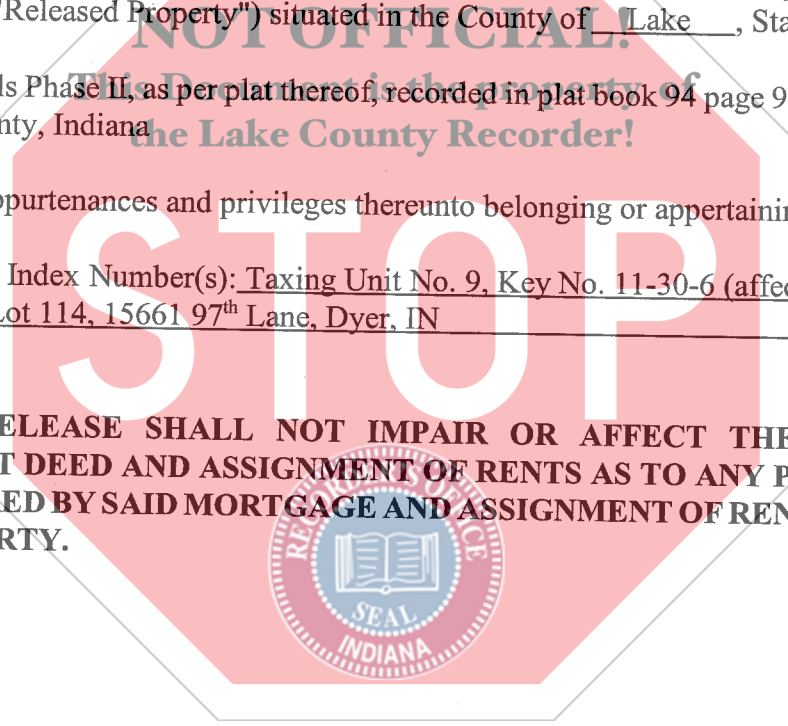 "Released Property") situated in the County of Lake , Sta
NOT OFFICIAL!
ls Phase II, as per plat thereof, recorded in plat book 94 page 9
This Document is the property of
nty, Indiana
the Lake County Recorder!
ppurtenances and privileges thereunto belonging or appertainin
Index Number(s): Taxing Unit No. 9, Key No. 11-30-6 (affec
Lot 114, 15661 97th Lane, Dyer, IN
STOP
ELEASE SHALL NOT IMPAIR OR AFFECT THE
T DEED AND ASSIGNMENT OF RENTS AS TO ANY P
ED BY SAID MORTGAGE AND ASSIGNMENT OF REN
RTY.
RECORDER'S OFFICE
SEAL
INDIANA